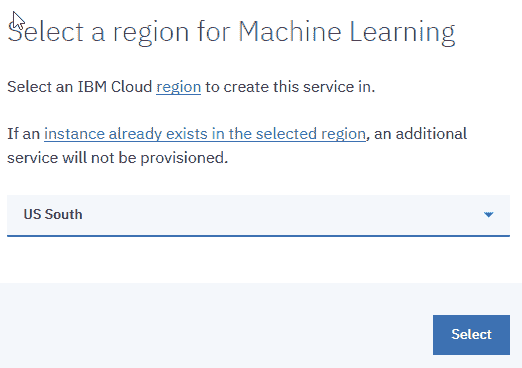 Select a region for Machine Learning
Select an IBM Cloud region to create this service in.
If an instance already exists in the selected region, an additional
service will not be provisioned.
US South
Select